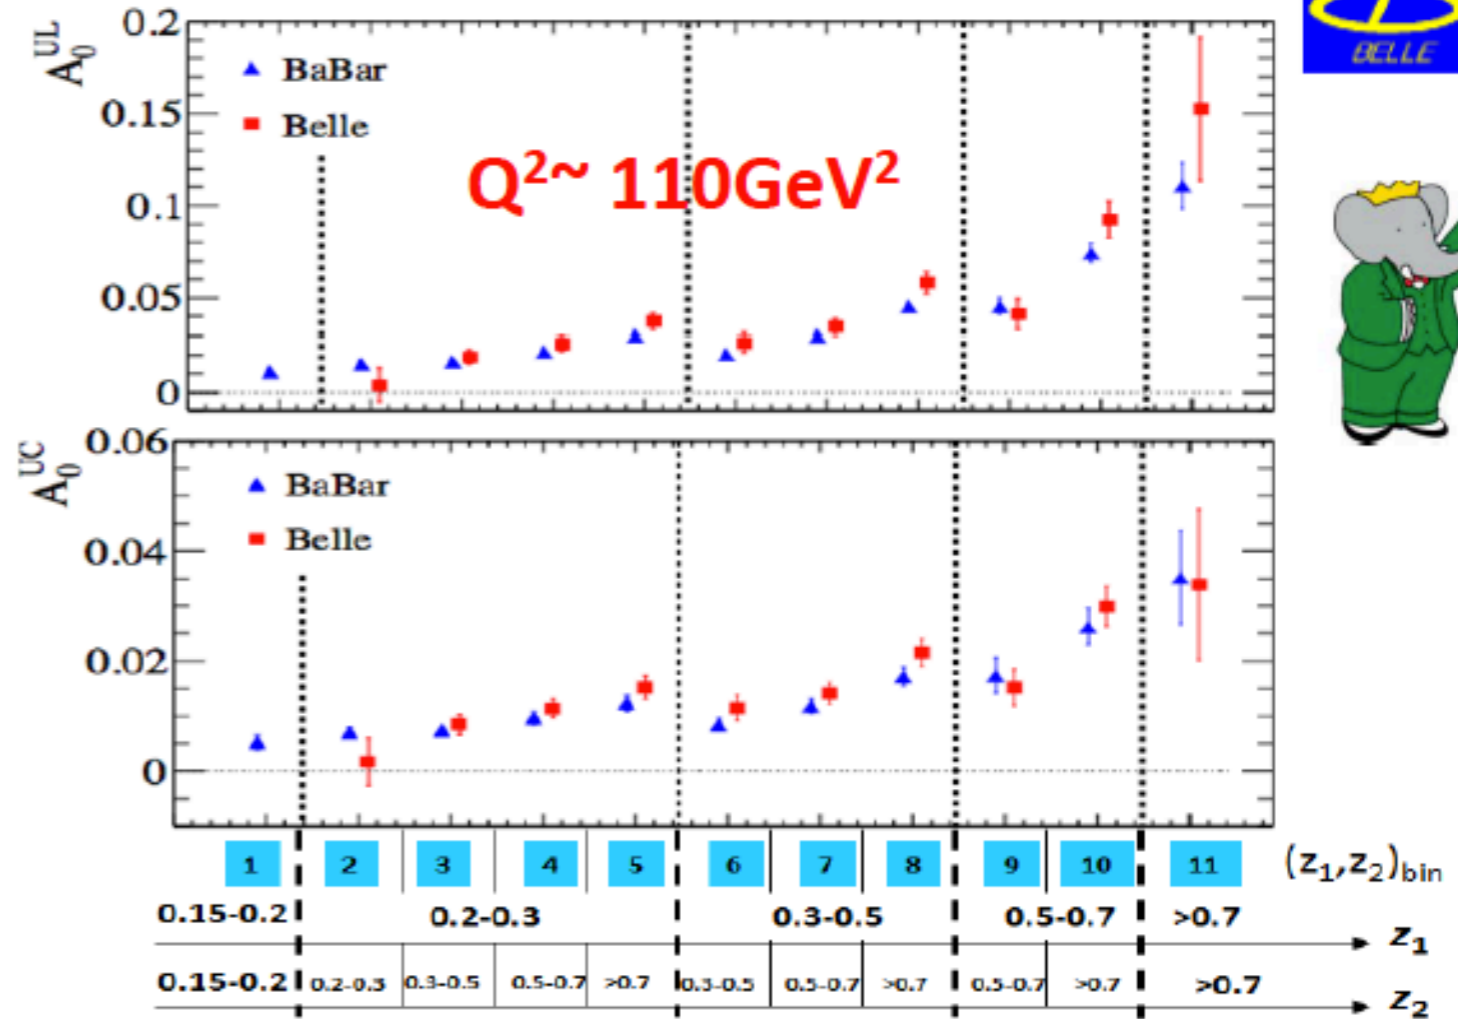 BELLE
A₀ᵁᴸ
0.2
0.15
0.1
0.05
0
BaBar
Belle
Q²~ 110GeV²
A₀ᵁᶜ
0.06
0.04
0.02
0
BaBar
Belle
1 2 3 4 5 6 7 8 9 10 11 (z₁,z₂)bin
0.15-0.2 0.2-0.3 0.3-0.5 0.5-0.7 >0.7 z₁
0.15-0.2 0.2-0.3 0.3-0.5 0.5-0.7 >0.7 0.3-0.5 0.5-0.7 >0.7 0.5-0.7 >0.7 >0.7 z₂